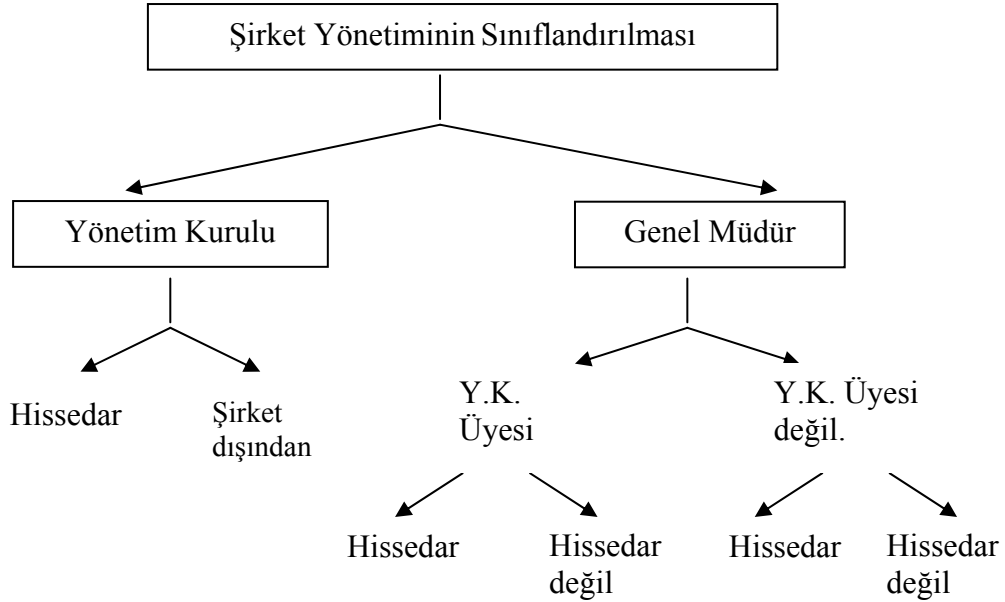 Şirket Yönetiminin Sınıflandırılması
Yönetim Kurulu
Genel Müdür
Hissedar
Şirket
dışından
Y.K.
Üyesi
Y.K. Üyesi
değil.
Hissedar
Hissedar
değil
Hissedar
Hissedar
değil